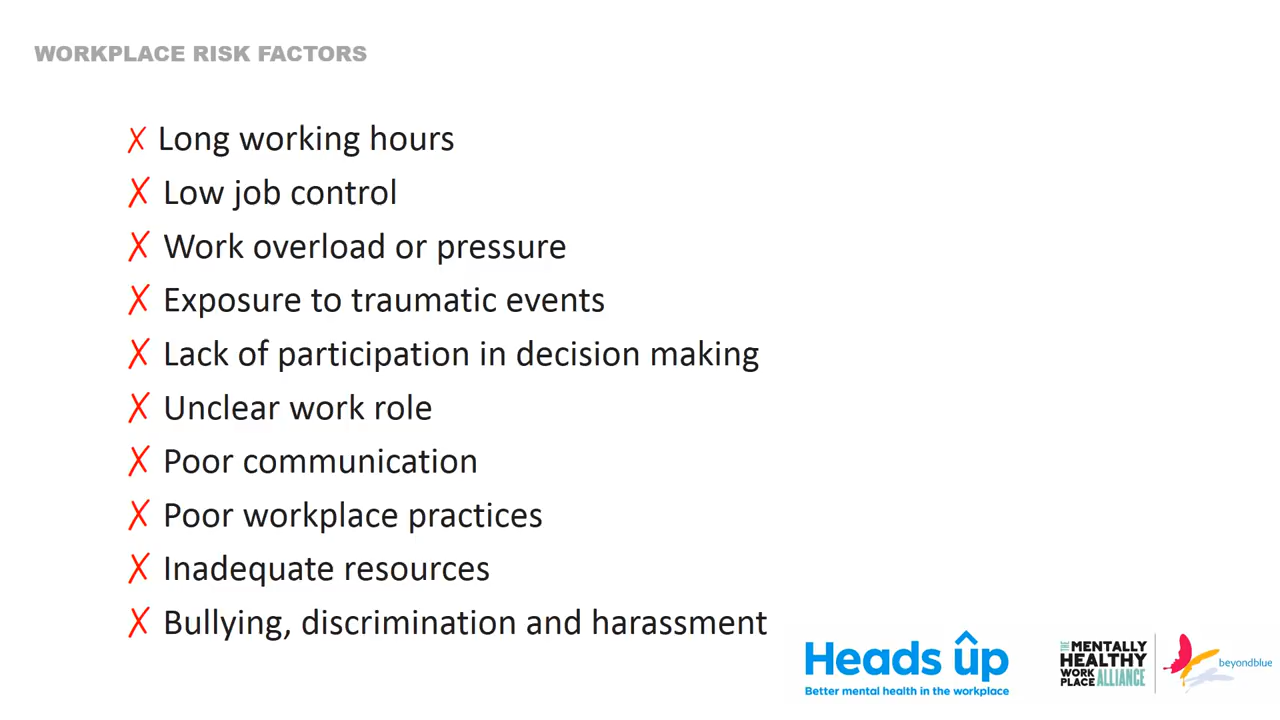 WORKPLACE RISK FACTORS
X Long working hours
X Low job control
X Work overload or pressure
X Exposure to traumatic events
X Lack of participation in decision making
X Unclear work role
X Poor communication
X Poor workplace practices
X Inadequate resources
X Bullying, discrimination and harassment
Heads up
Better mental health in the workplace
THE MENTALLY
HEALTHY
WORK
PLACE ALLIANCE
beyondblue